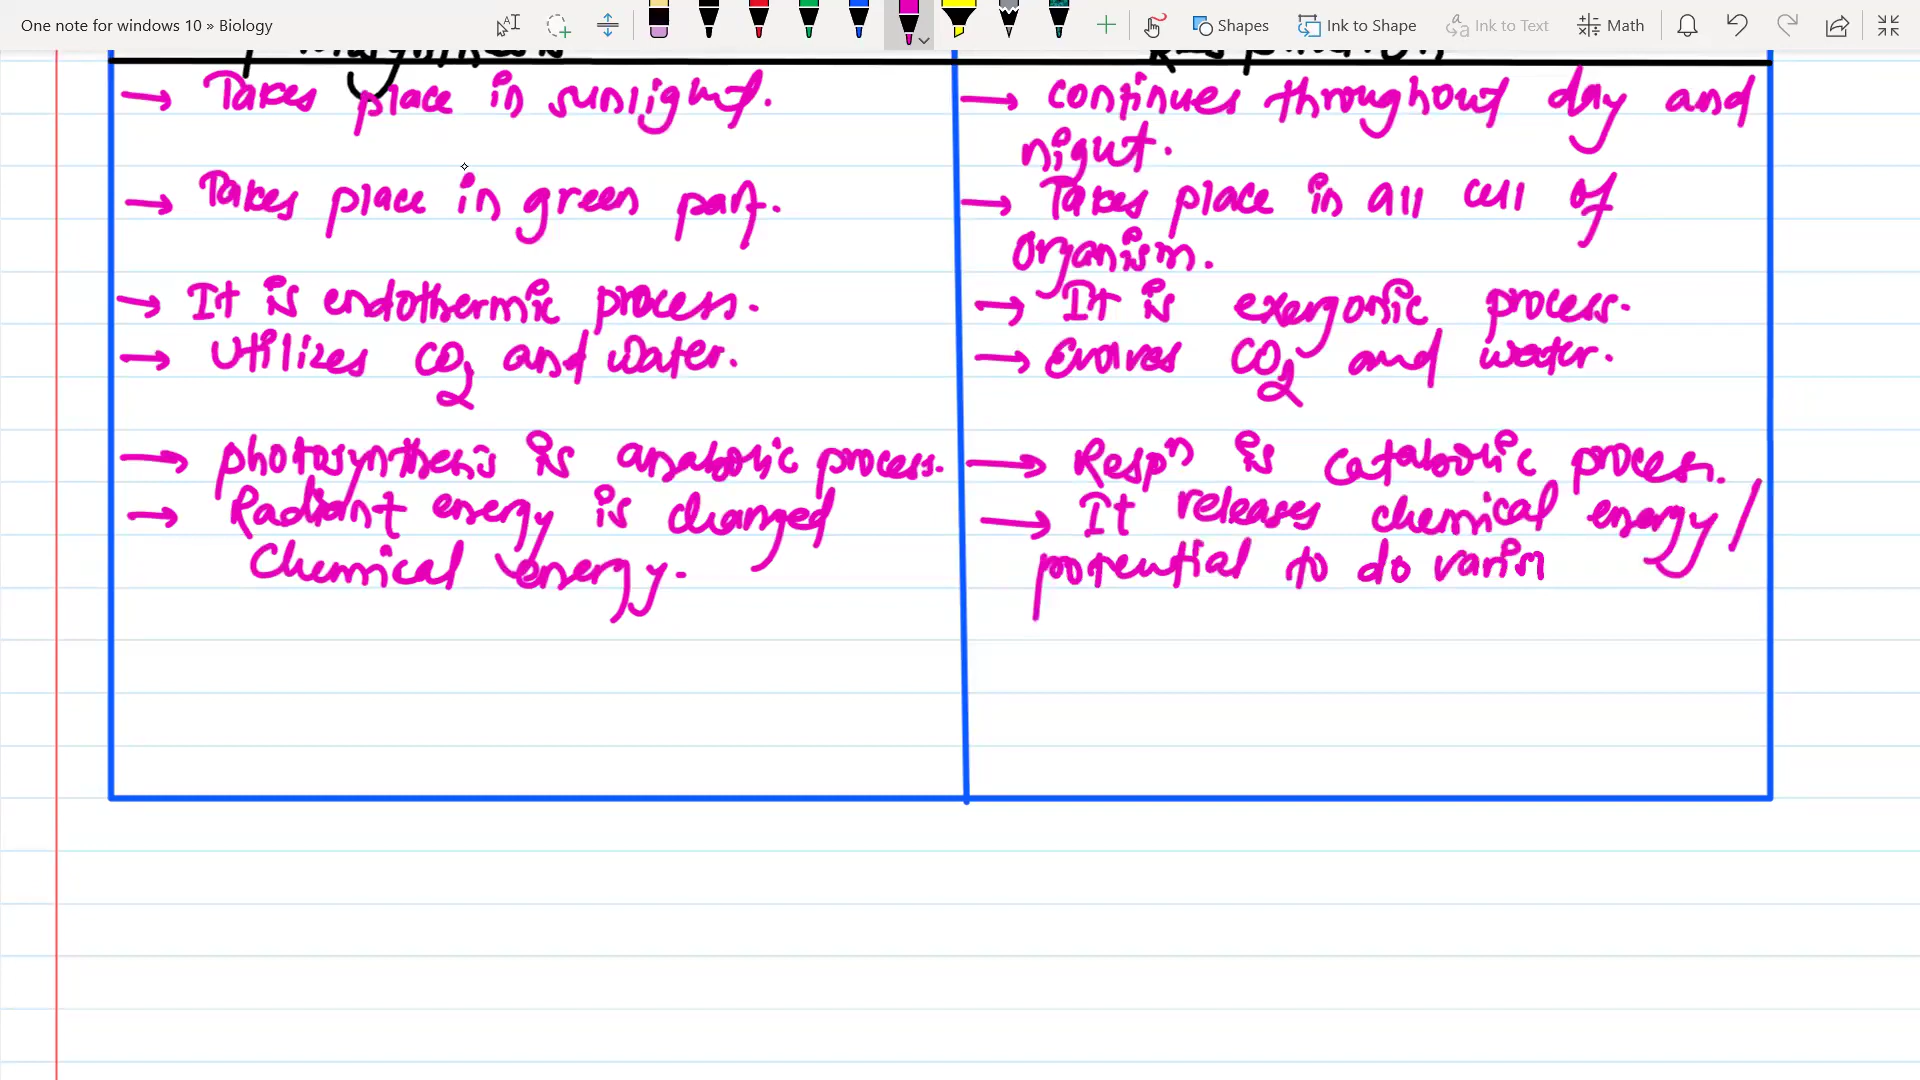 One note for windows 10 » Biology
Shapes
Ink to Shape
Ink to Text
Math
Respiration
→ Takes place in sunlight.
→ Takes place in green part.
→ It is endothermic process.
→ Utilizes CO2 and water.
→ photosynthesis is anabolic process.
→ Radiant energy is changed
Chemical energy.
→ continues throughout day and
night.
→ Takes place in all cell of
organism.
→ It is exergonic process.
→ Evolves CO2 and water.
→ Respⁿ is catabolic process.
→ It releases chemical energy/
potential to do